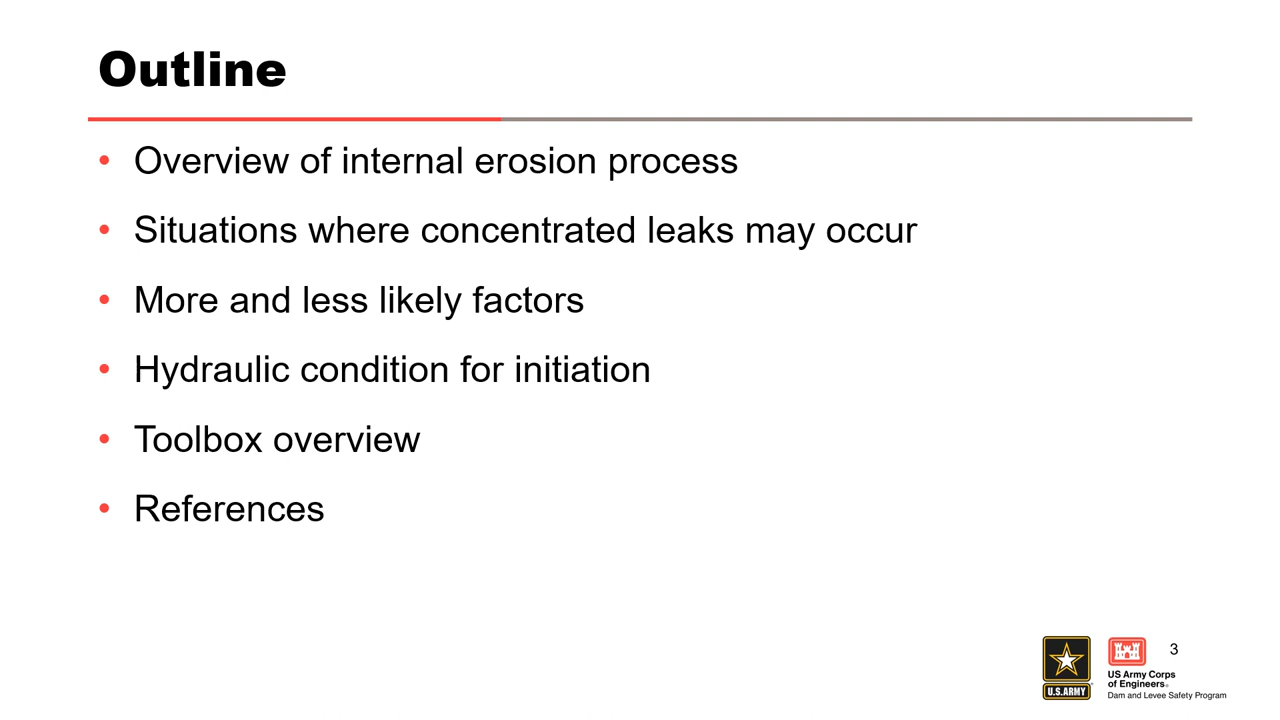 Outline
• Overview of internal erosion process
• Situations where concentrated leaks may occur
• More and less likely factors
• Hydraulic condition for initiation
• Toolbox overview
• References
3
U.S.ARMY
US Army Corps
of Engineers®
Dam and Levee Safety Program